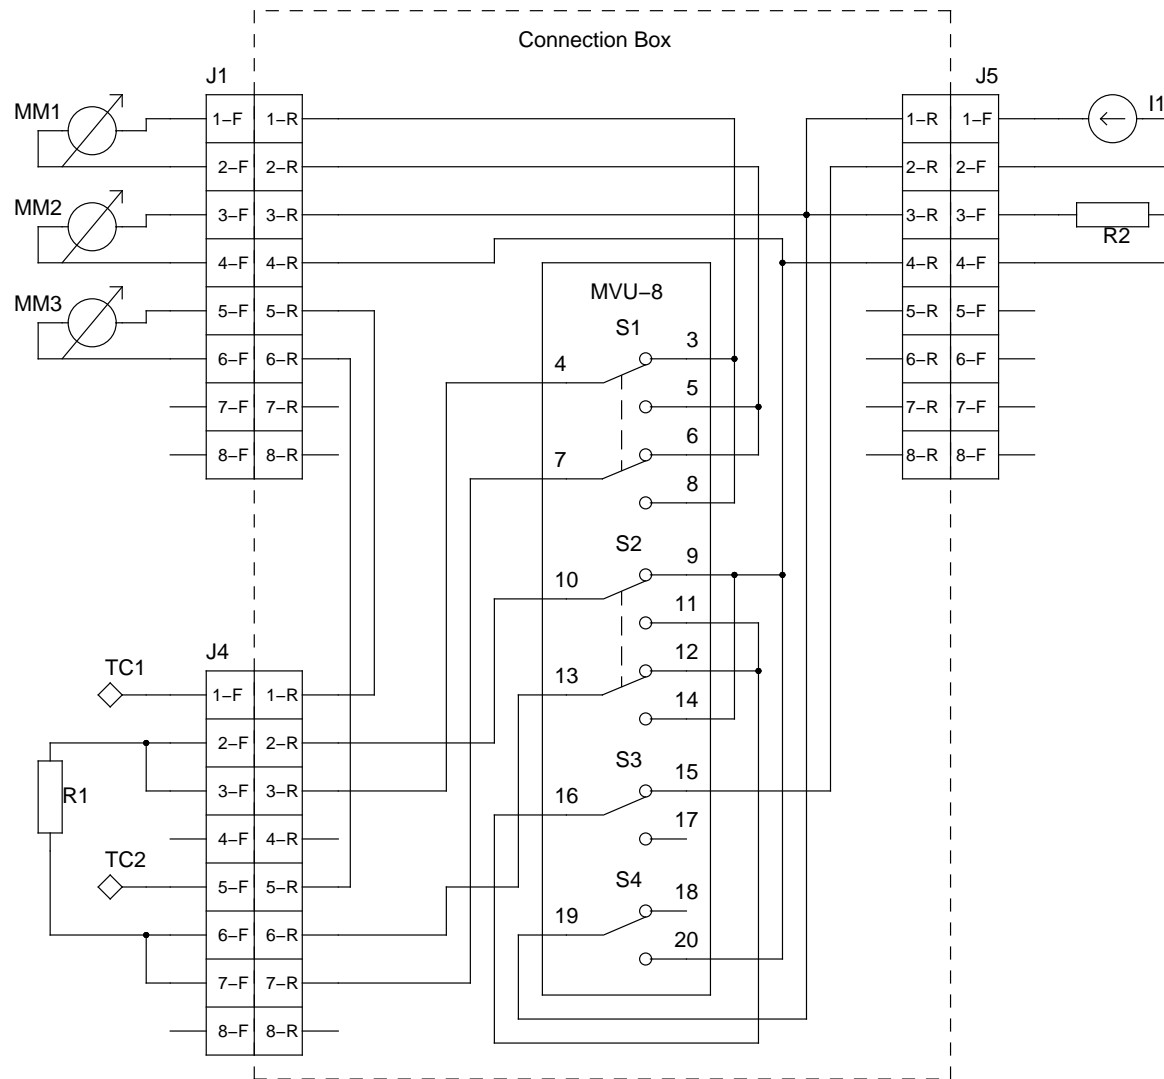 Connection Box
J1
J5
MM1
1–F 1–R
1–R 1–F
I1
2–F 2–R
2–R 2–F
MM2
3–F 3–R
3–R 3–F
R2
4–F 4–R
4–R 4–F
MM3
5–F 5–R
5–R 5–F
6–F 6–R
6–R 6–F
7–F 7–R
7–R 7–F
8–F 8–R
8–R 8–F
MVU–8
S1
3
4
5
6
7
8
S2
9
10
11
12
13
14
S3
15
16
17
S4
18
19
20
J4
TC1
1–F 1–R
2–F 2–R
R1
3–F 3–R
4–F 4–R
TC2
5–F 5–R
6–F 6–R
7–F 7–R
8–F 8–R